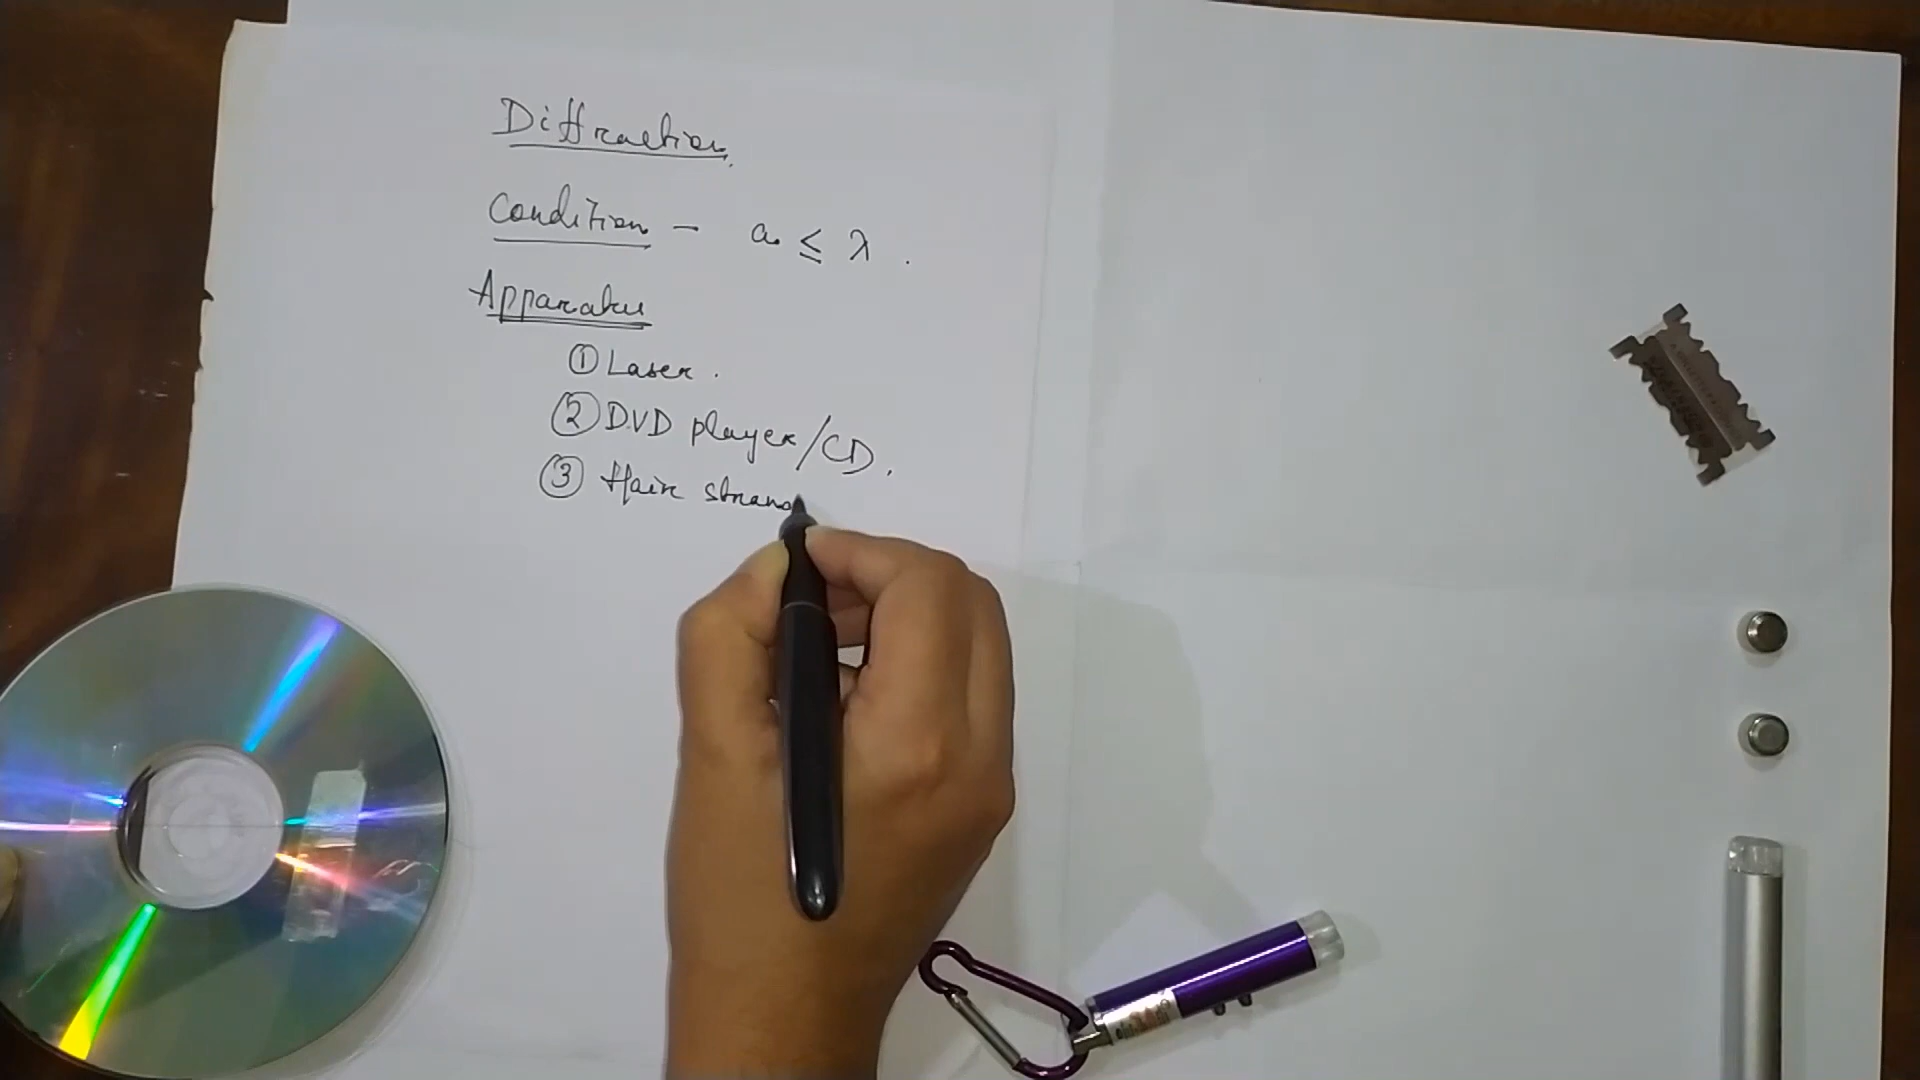 Diffraction.
Condition - a ≤ λ .
Apparatus
① Laser .
② DVD player/CD.
③ Hair strand